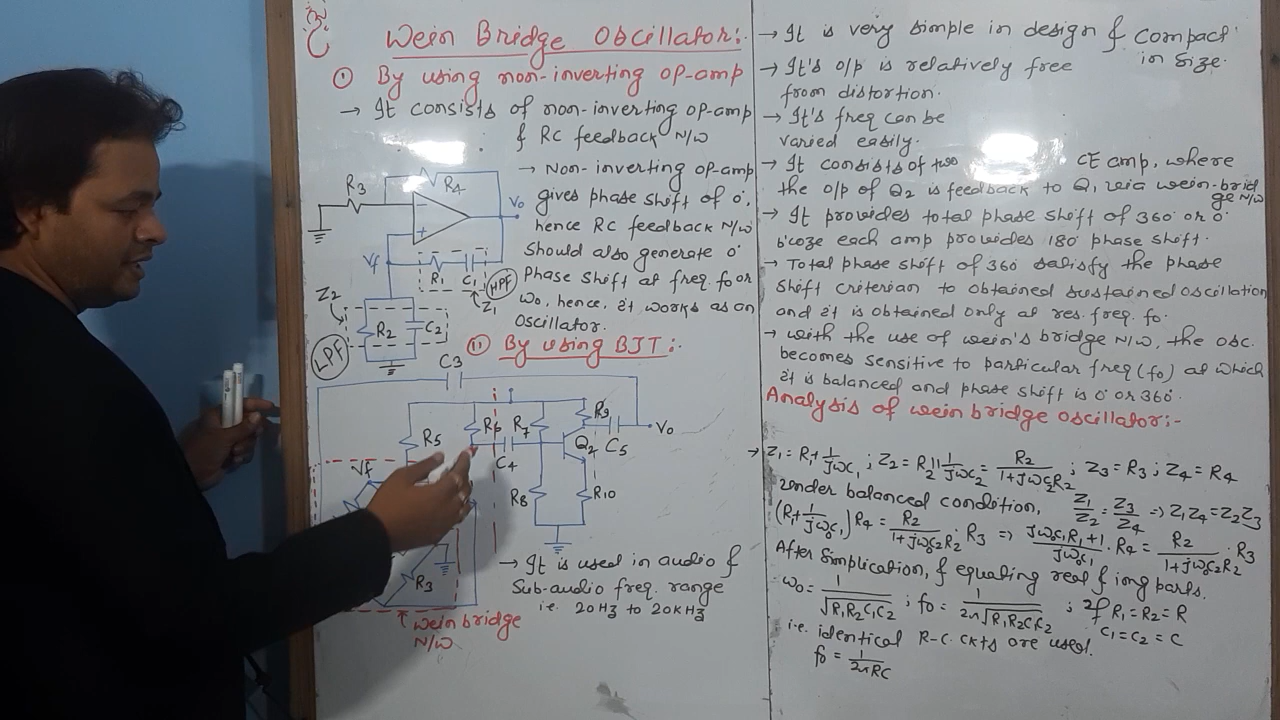 Wein Bridge Oscillator:
① By using non-inverting op-amp
→ It consists of non-inverting op-amp
& RC feedback N/W
→ Non-inverting op-amp
gives phase shift of 0°,
hence RC feedback N/W
should also generate 0°
Phase shift at freq. fo or
ωo, hence, it works as an
Oscillator.
R3
R4
-
+
Vo
Vf
R1
C1
HPF
Z1
Z2
R2
C2
LPF
⑪ By using BJT:
C3
R5
R6
R7
R9
Vo
C4
Q2
C5
R8
R10
Vf
R3
Wein bridge
N/W
→ It is used in audio &
Sub-audio freq. range
i.e. 20Hz to 20KHz
→ It is very simple in design & compact
in size.
→ It's o/p is relatively free
from distortion.
→ It's freq can be
varied easily.
→ It consists of two CE amp, where
the o/p of Q2 is feedback to Q1 via wein-brid
ge N/W
→ It provides total phase shift of 360° or 0°
b'coze each amp provides 180° phase shift.
→ Total phase shift of 360° satisfy the phase
shift criterian to obtained sustained oscillation
and it is obtained only at res. freq. fo.
→ with the use of wein's bridge N/W, the osc.
becomes sensitive to particular freq (fo) at which
it is balanced and phase shift is 0° or 360°.
Analysis of wein bridge oscillator:-
→ Z1 = R1 + 1/jωC1 ; Z2 = R2 || 1/jωC2 = R2/1+jωC2R2 ; Z3 = R3 ; Z4 = R4
Under balanced condition, Z1/Z2 = Z3/Z4 => Z1Z4 = Z2Z3
(R1 + 1/jωoC1) R4 = R2/1+jωoC2R2 . R3 => jωoC1R1+1/jωoC1 . R4 = R2/1+jωoC2R2 . R3
After Simplication, & equating real & img parts.
ωo = 1/√R1R2C1C2 ; fo = 1/2π√R1R2C1C2 ; If R1 = R2 = R
C1 = C2 = C
i.e. identical R-C. ckts are used.
fo = 1/2πRC